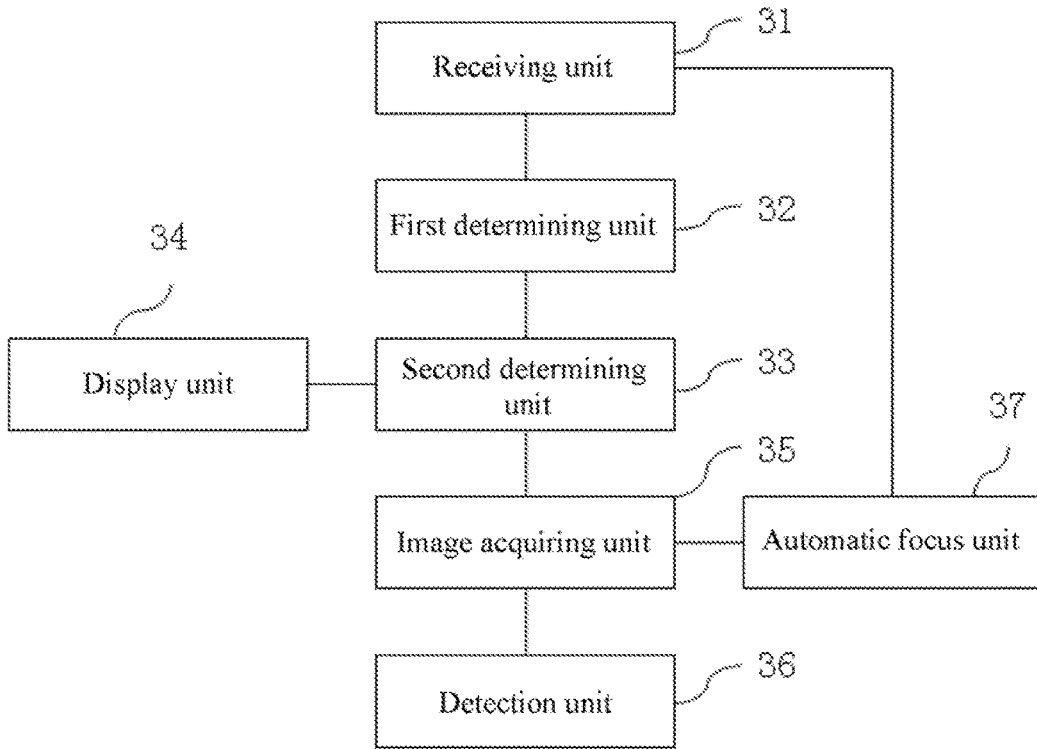 31
Receiving unit
32
First determining unit
34
33
Display unit
Second determining
unit
37
35
Image acquiring unit
Automatic focus unit
36
Detection unit